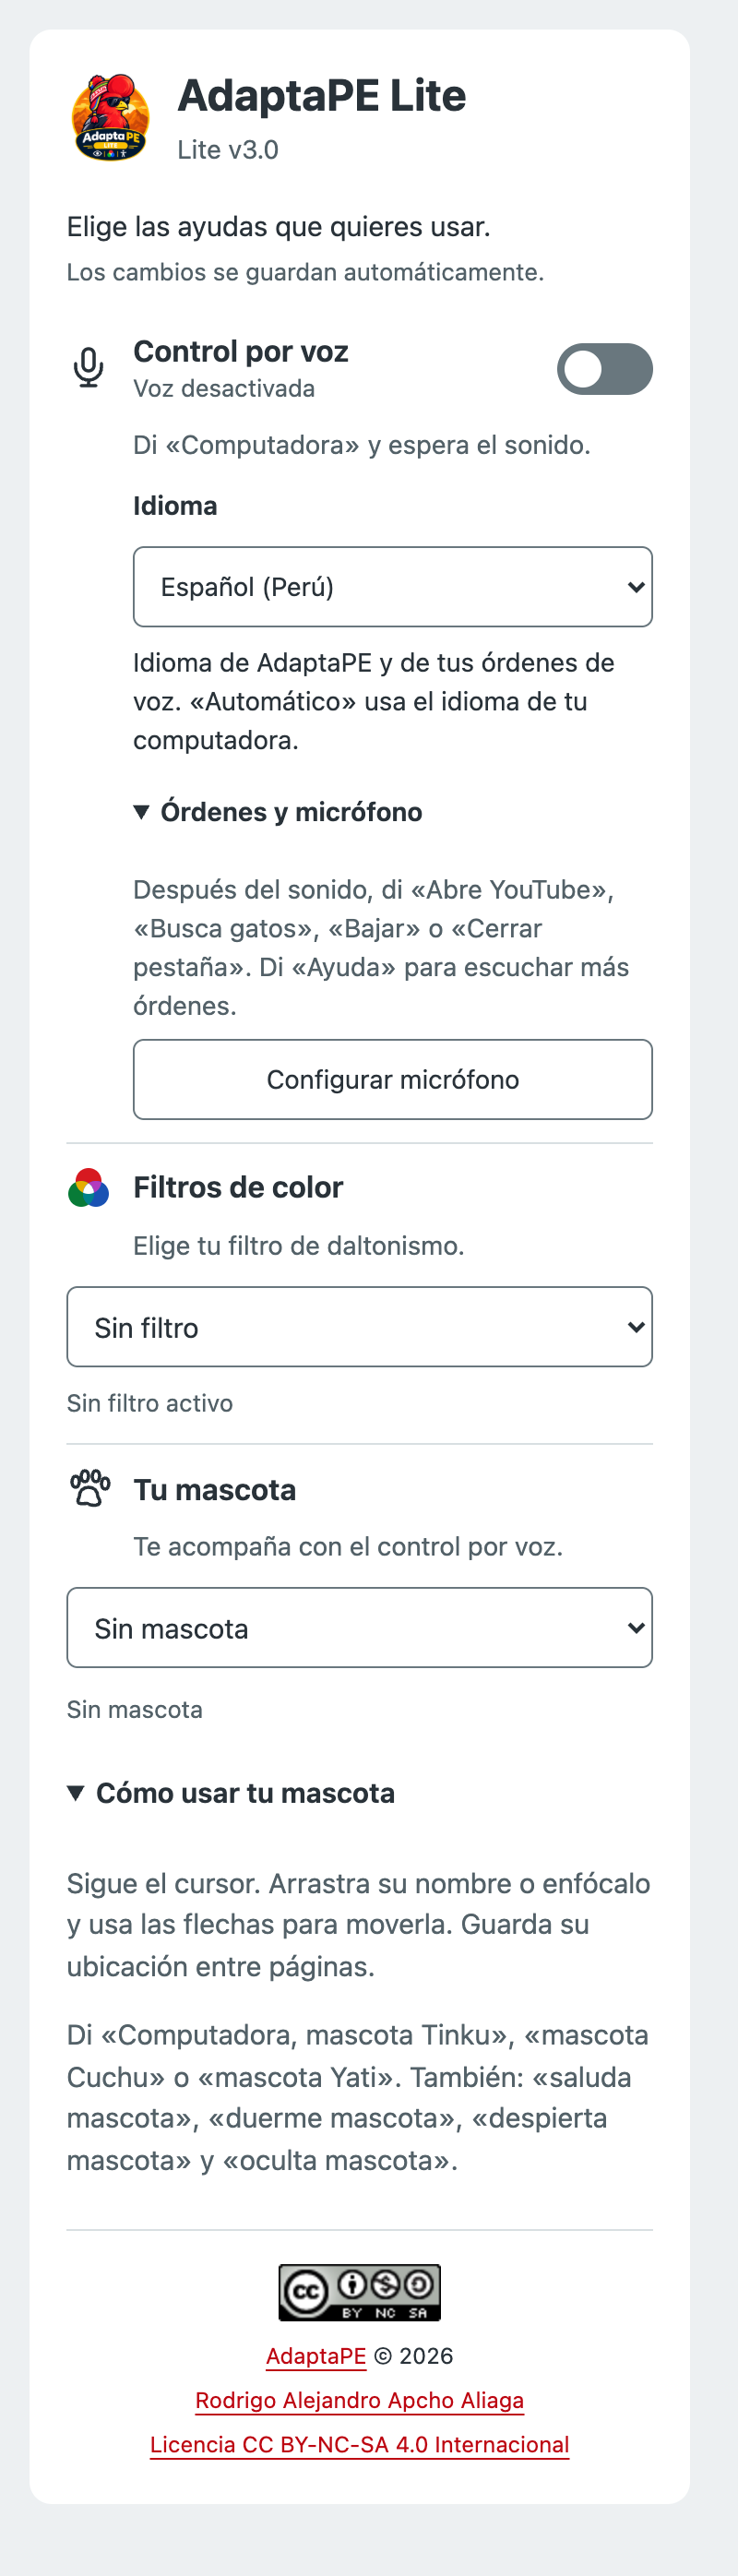 Adapta PE
LITE
AdaptaPE Lite
Lite v3.0
Elige las ayudas que quieres usar.
Los cambios se guardan automáticamente.
Control por voz
Voz desactivada
Di «Computadora» y espera el sonido.
Idioma
Español (Perú)
Idioma de AdaptaPE y de tus órdenes de
voz. «Automático» usa el idioma de tu
computadora.
▼ Órdenes y micrófono
Después del sonido, di «Abre YouTube»,
«Busca gatos», «Bajar» o «Cerrar
pestaña». Di «Ayuda» para escuchar más
órdenes.
Configurar micrófono
Filtros de color
Elige tu filtro de daltonismo.
Sin filtro
Sin filtro activo
Tu mascota
Te acompaña con el control por voz.
Sin mascota
Sin mascota
▼ Cómo usar tu mascota
Sigue el cursor. Arrastra su nombre o enfócalo
y usa las flechas para moverla. Guarda su
ubicación entre páginas.
Di «Computadora, mascota Tinku», «mascota
Cuchu» o «mascota Yati». También: «saluda
mascota», «duerme mascota», «despierta
mascota» y «oculta mascota».
cc
BY NC SA
AdaptaPE © 2026
Rodrigo Alejandro Apcho Aliaga
Licencia CC BY-NC-SA 4.0 Internacional